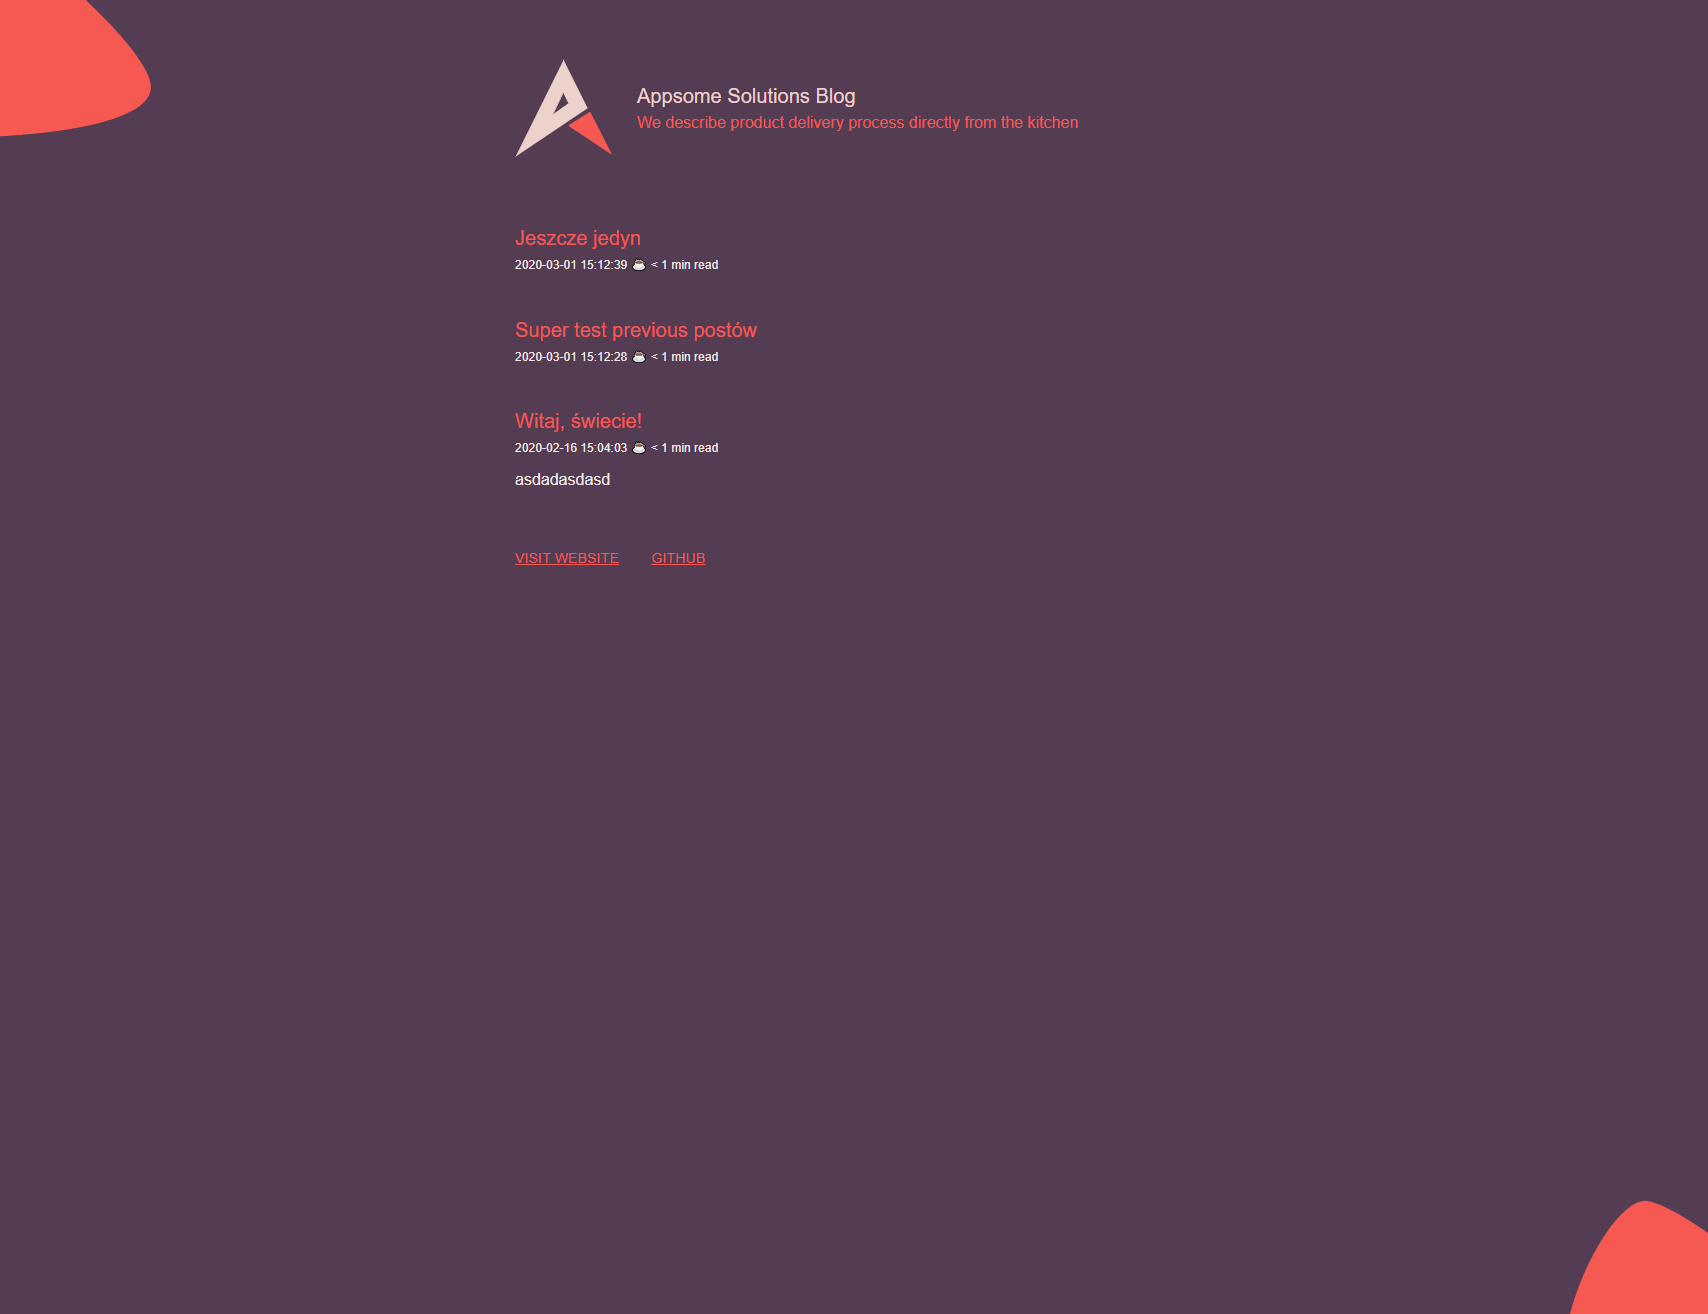 Appsome Solutions Blog
We describe product delivery process directly from the kitchen
Jeszcze jedyn
2020-03-01 15:12:39 ☕ < 1 min read
Super test previous postów
2020-03-01 15:12:28 ☕ < 1 min read
Witaj, świecie!
2020-02-16 15:04:03 ☕ < 1 min read
asdadasdasd
VISIT WEBSITE GITHUB